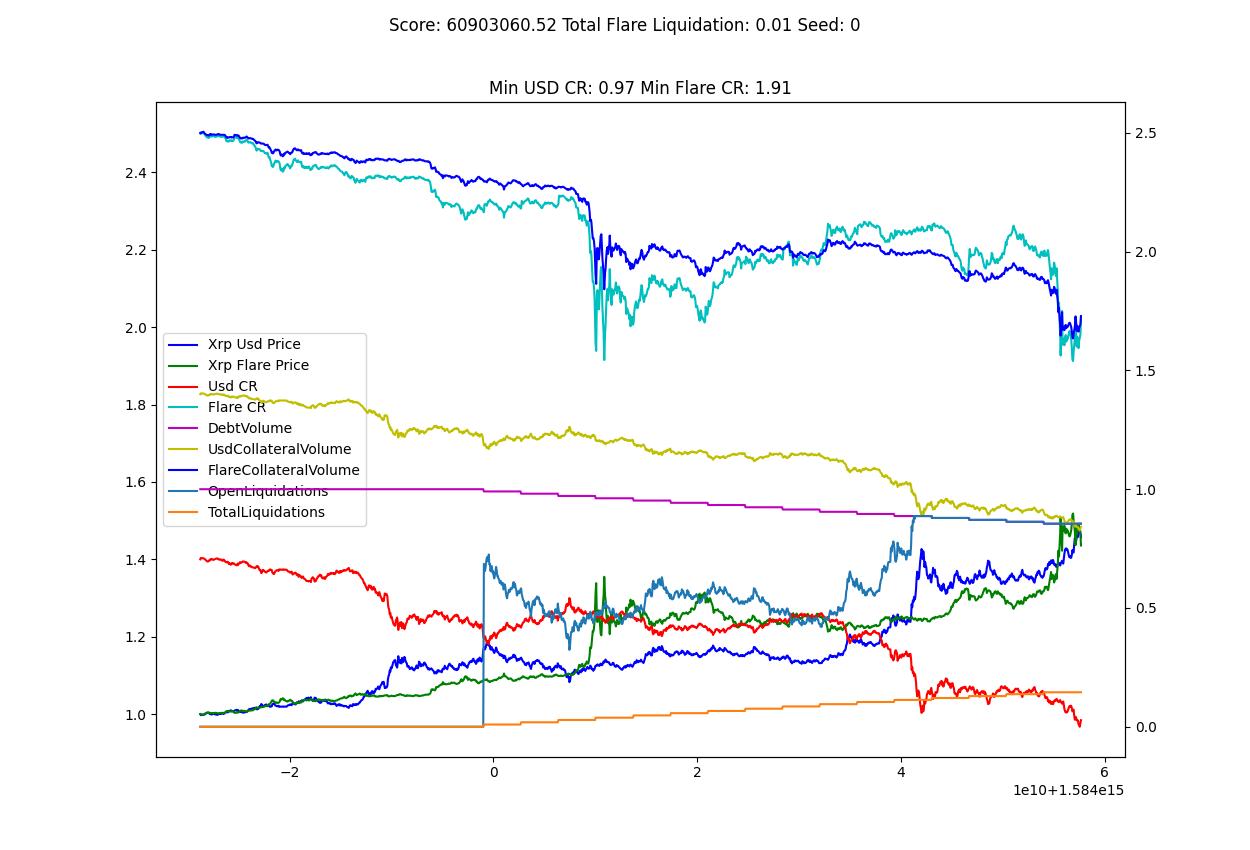 Score: 60903060.52 Total Flare Liquidation: 0.01 Seed: 0
Min USD CR: 0.97 Min Flare CR: 1.91
2.4
2.2
2.0
1.8
1.6
1.4
1.2
1.0
2.5
2.0
1.5
1.0
0.5
0.0
Xrp Usd Price
Xrp Flare Price
Usd CR
Flare CR
DebtVolume
UsdCollateralVolume
FlareCollateralVolume
OpenLiquidations
TotalLiquidations
−2
0
2
4
6
1e10+1.584e15